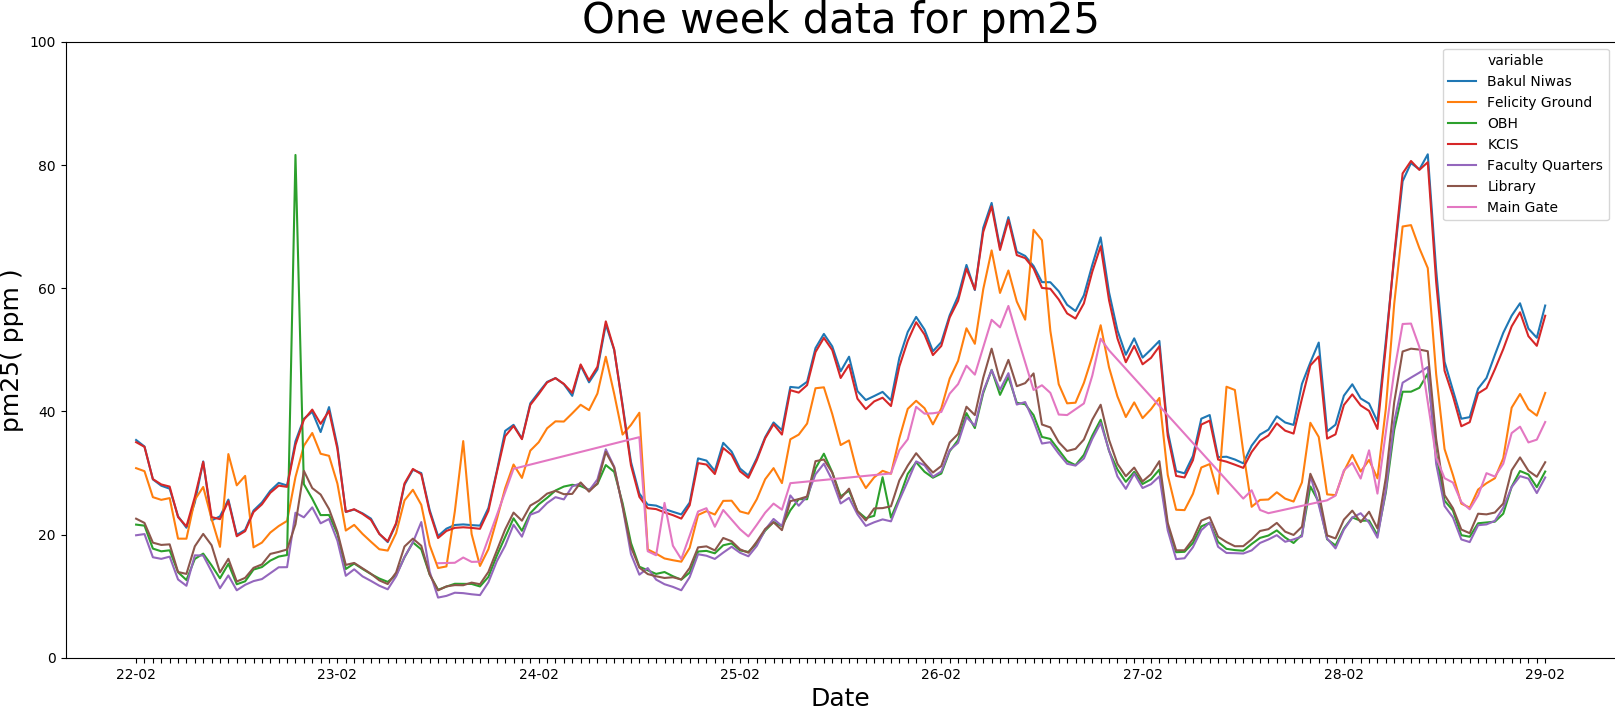 One week data for pm25
pm25( ppm )
100
80
60
40
20
0
variable
Bakul Niwas
Felicity Ground
OBH
KCIS
Faculty Quarters
Library
Main Gate
22-02 23-02 24-02 25-02 26-02 27-02 28-02 29-02
Date